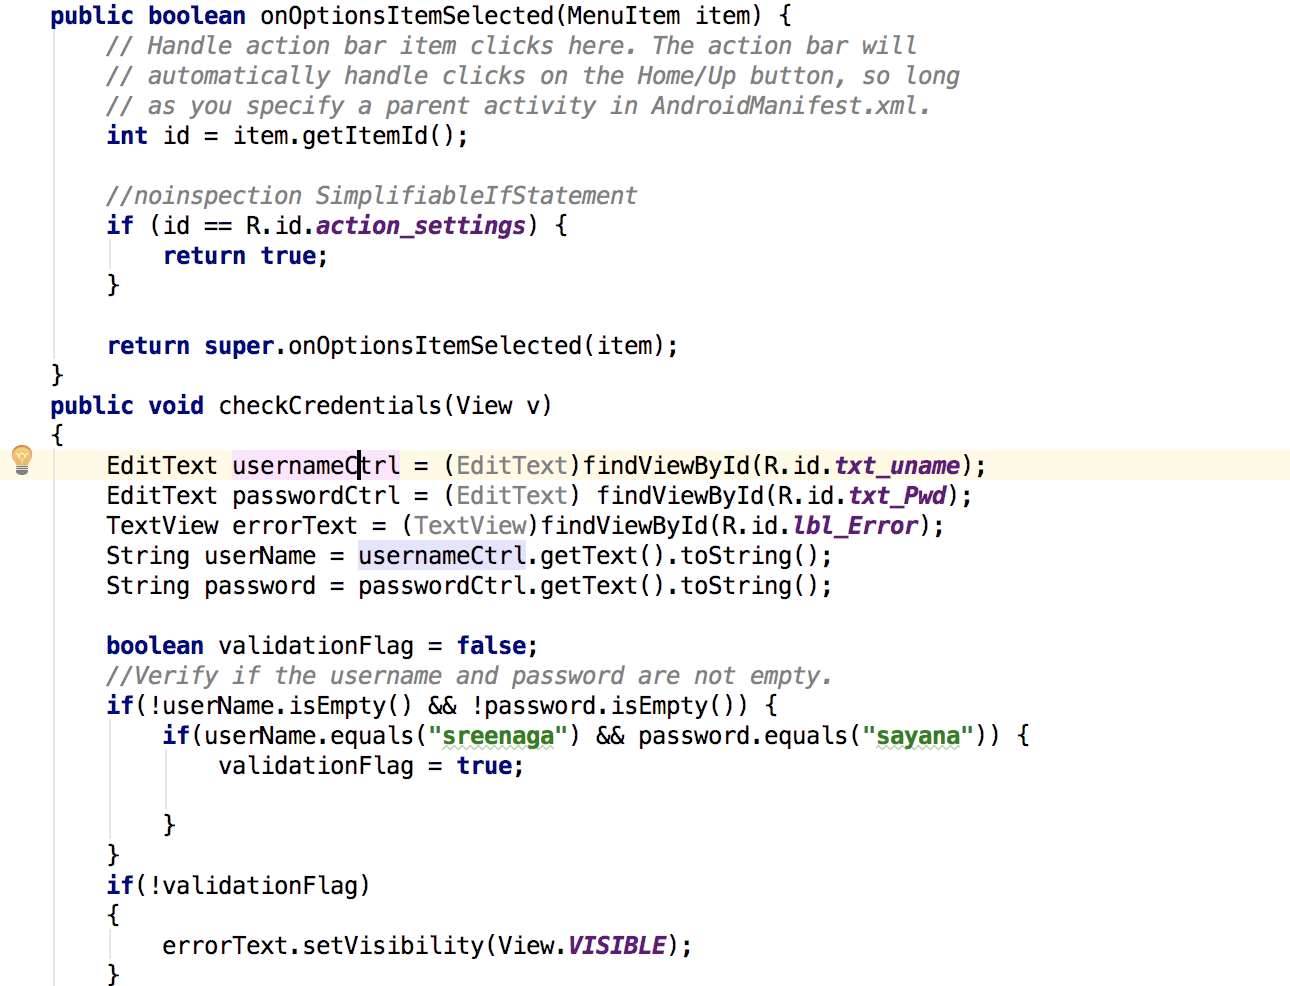 public boolean onOptionsItemSelected(MenuItem item) {
// Handle action bar item clicks here. The action bar will
// automatically handle clicks on the Home/Up button, so long
// as you specify a parent activity in AndroidManifest.xml.
int id = item.getItemId();
//noinspection SimplifiableIfStatement
if (id == R.id.action_settings) {
return true;
}
return super.onOptionsItemSelected(item);
}
public void checkCredentials(View v)
{
EditText usernameCtrl = (EditText)findViewById(R.id.txt_uname);
EditText passwordCtrl = (EditText) findViewById(R.id.txt_Pwd);
TextView errorText = (TextView)findViewById(R.id.lbl_Error);
String userName = usernameCtrl.getText().toString();
String password = passwordCtrl.getText().toString();
boolean validationFlag = false;
//Verify if the username and password are not empty.
if(!userName.isEmpty() && !password.isEmpty()) {
if(userName.equals("sreenaga") && password.equals("sayana")) {
validationFlag = true;
}
}
if(!validationFlag)
{
errorText.setVisibility(View.VISIBLE);
}